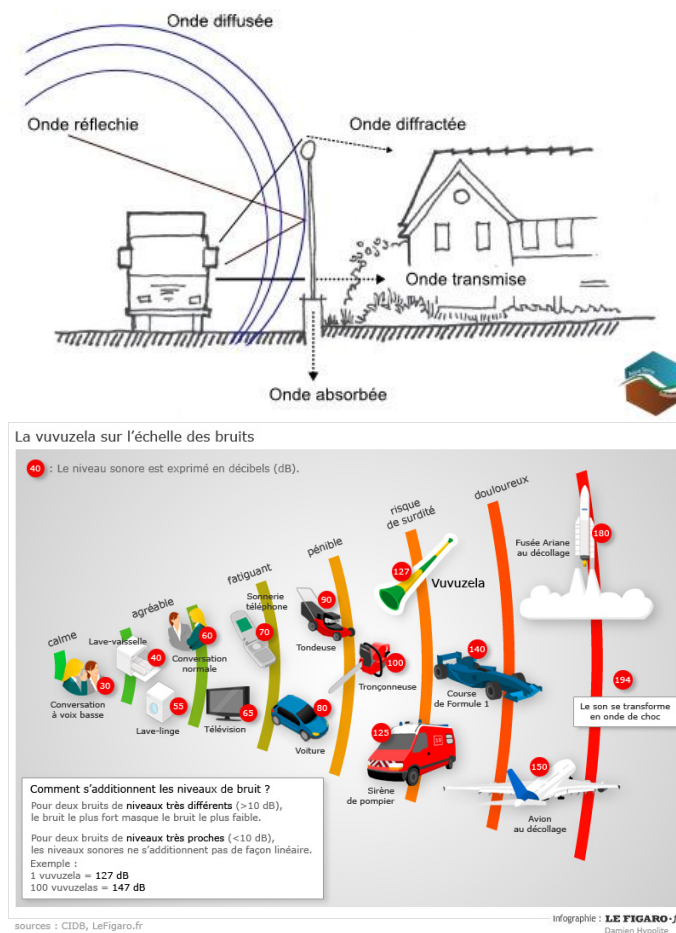 Onde diffusée
Onde réflechie
Onde diffractée
Onde transmise
Onde absorbée
La vuvuzela sur l'échelle des bruits
40 : Le niveau sonore est exprimé en décibels (dB).
calme
agréable
fatiguant
pénible
risque
de surdité
douloureux
30
Conversation
à voix basse
Lave-vaisselle
40
55
Lave-linge
60
Conversation
normale
65
Télévision
Sonnerie
téléphone
70
80
Voiture
90
Tondeuse
100
Tronçonneuse
127
Vuvuzela
125
Sirène
de pompier
18
140
Course
de Formule 1
150
Avion
au décollage
Fusée Ariane
au décollage
180
194
Le son se transforme
en onde de choc
Comment s'additionnent les niveaux de bruit ?
Pour deux bruits de niveaux très différents (>10 dB),
le bruit le plus fort masque le bruit le plus faible.
Pour deux bruits de niveaux très proches (<10 dB),
les niveaux sonores ne s'additionnent pas de façon linéaire.
Exemple :
1 vuvuzela = 127 dB
100 vuvuzelas = 147 dB
sources : CIDB, LeFigaro.fr
Infographie : LE FIGARO
Damien Hypolite